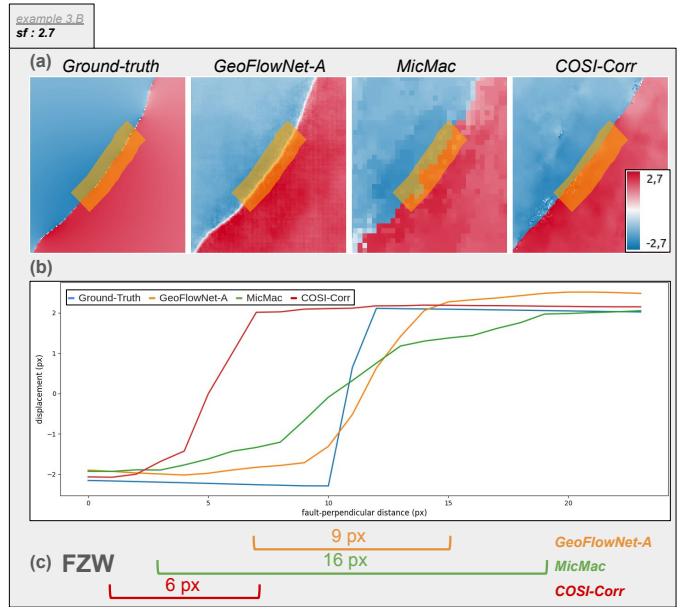 example 3.B
sf : 2.7
(a)
Ground-truth GeoFlowNet-A MicMac COSI-Corr
2,7
-2,7
(b)
Ground-Truth GeoFlowNet-A MicMac COSI-Corr
2
1
0
−1
−2
displacement (px)
0 5 10 15 20
fault-perpendicular distance (px)
(c) FZW
9 px GeoFlowNet-A
16 px MicMac
6 px COSI-Corr